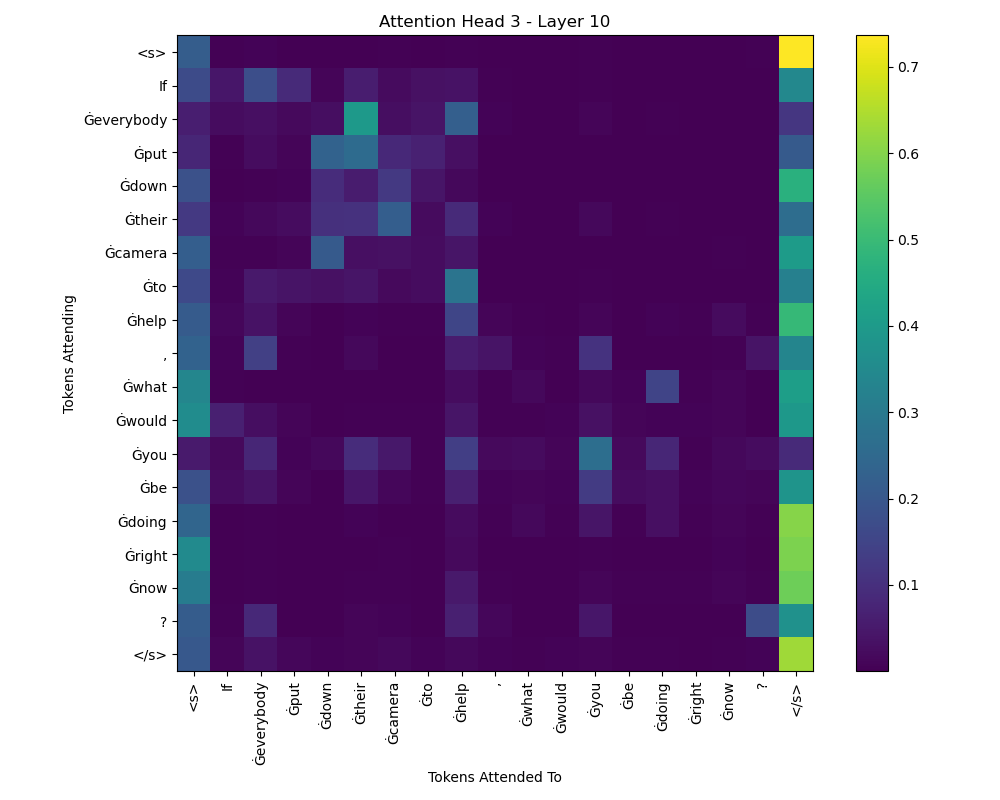 Attention Head 3 - Layer 10
Tokens Attending
<s>
If
Ġeverybody
Ġput
Ġdown
Ġtheir
Ġcamera
Ġto
Ġhelp
,
Ġwhat
Ġwould
Ġyou
Ġbe
Ġdoing
Ġright
Ġnow
?
</s>
<s>
If
Ġeverybody
Ġput
Ġdown
Ġtheir
Ġcamera
Ġto
Ġhelp
,
Ġwhat
Ġwould
Ġyou
Ġbe
Ġdoing
Ġright
Ġnow
?
</s>
Tokens Attended To
0.7
0.6
0.5
0.4
0.3
0.2
0.1